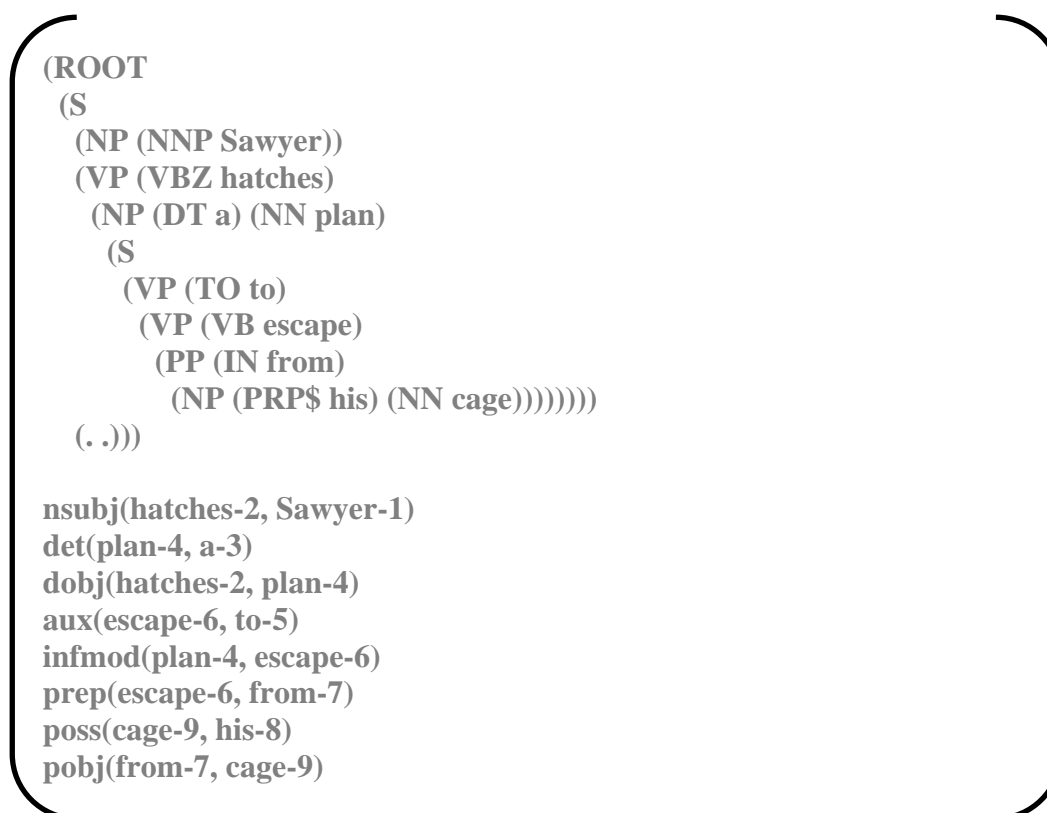 (ROOT
(S
(NP (NNP Sawyer))
(VP (VBZ hatches)
(NP (DT a) (NN plan)
(S
(VP (TO to)
(VP (VB escape)
(PP (IN from)
(NP (PRP$ his) (NN cage))))))))
(. .)))
nsubj(hatches-2, Sawyer-1)
det(plan-4, a-3)
dobj(hatches-2, plan-4)
aux(escape-6, to-5)
infmod(plan-4, escape-6)
prep(escape-6, from-7)
poss(cage-9, his-8)
pobj(from-7, cage-9)